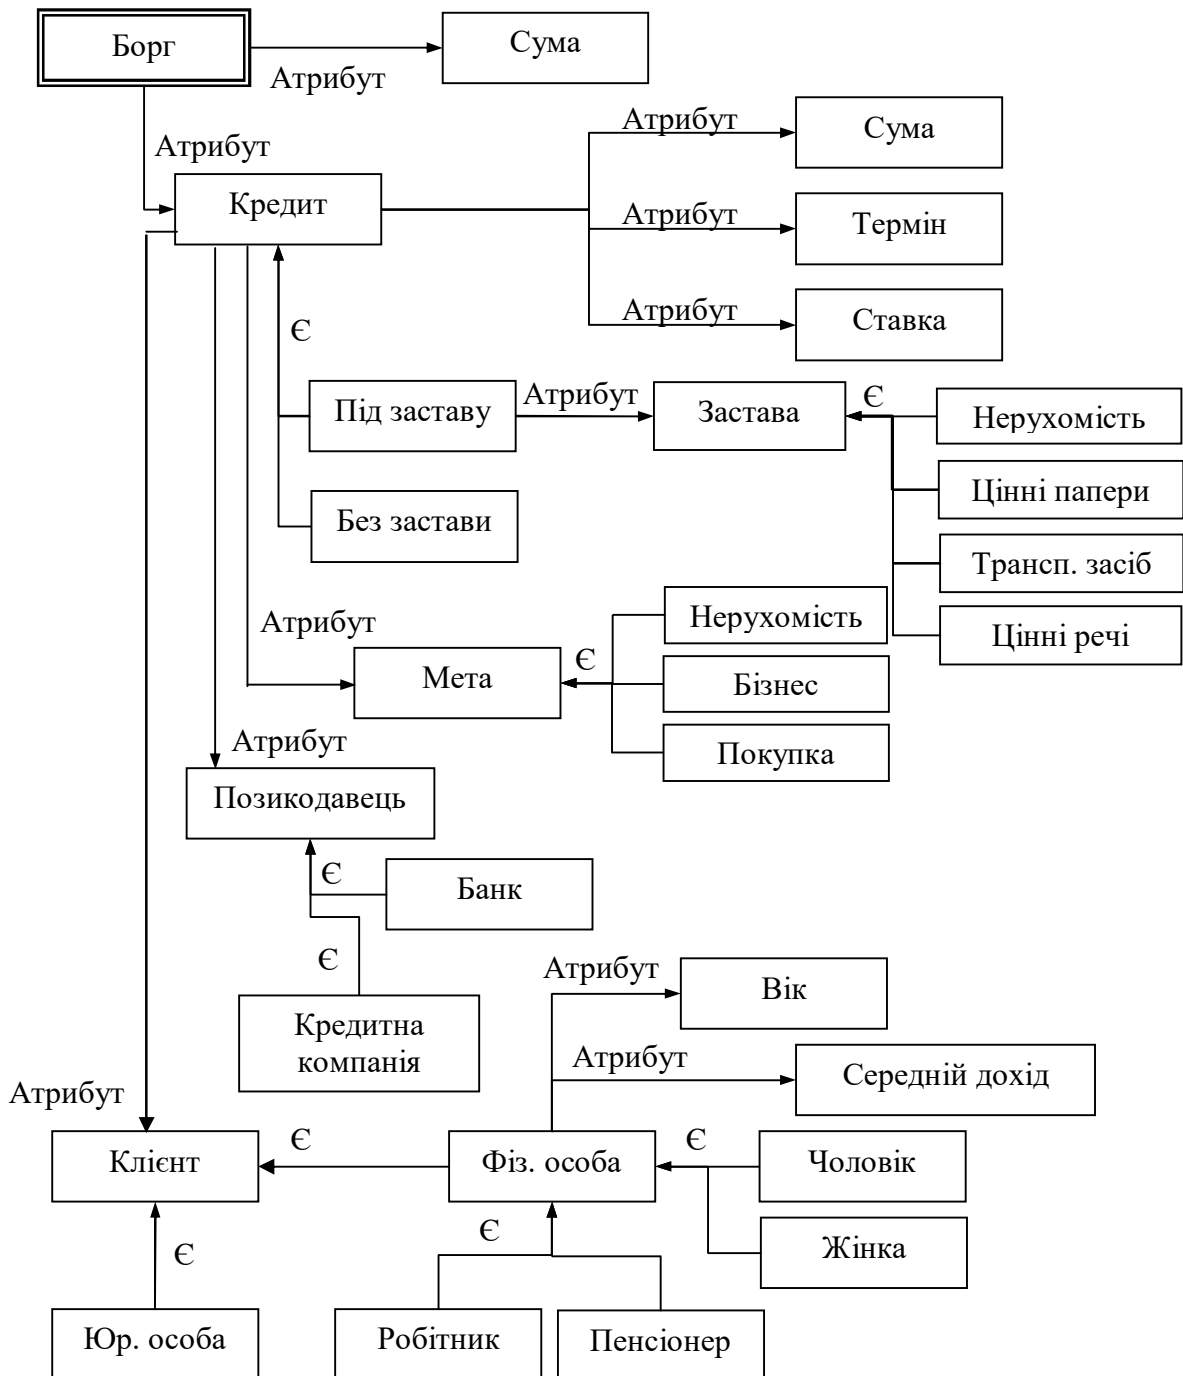 Борг
Сума
Атрибут
Атрибут
Сума
Атрибут
Кредит
Атрибут
Термін
Атрибут
Ставка
Є
Під заставу
Атрибут
Застава
Є
Нерухомість
Без застави
Цінні папери
Трансп. засіб
Атрибут
Нерухомість
Цінні речі
Мета
Є
Бізнес
Атрибут
Покупка
Позикодавець
Є
Банк
Є
Атрибут
Вік
Кредитна
компанія
Атрибут
Середній дохід
Атрибут
Клієнт
Є
Фіз. особа
Є
Чоловік
Є
Є
Жінка
Юр. особа
Робітник
Пенсіонер